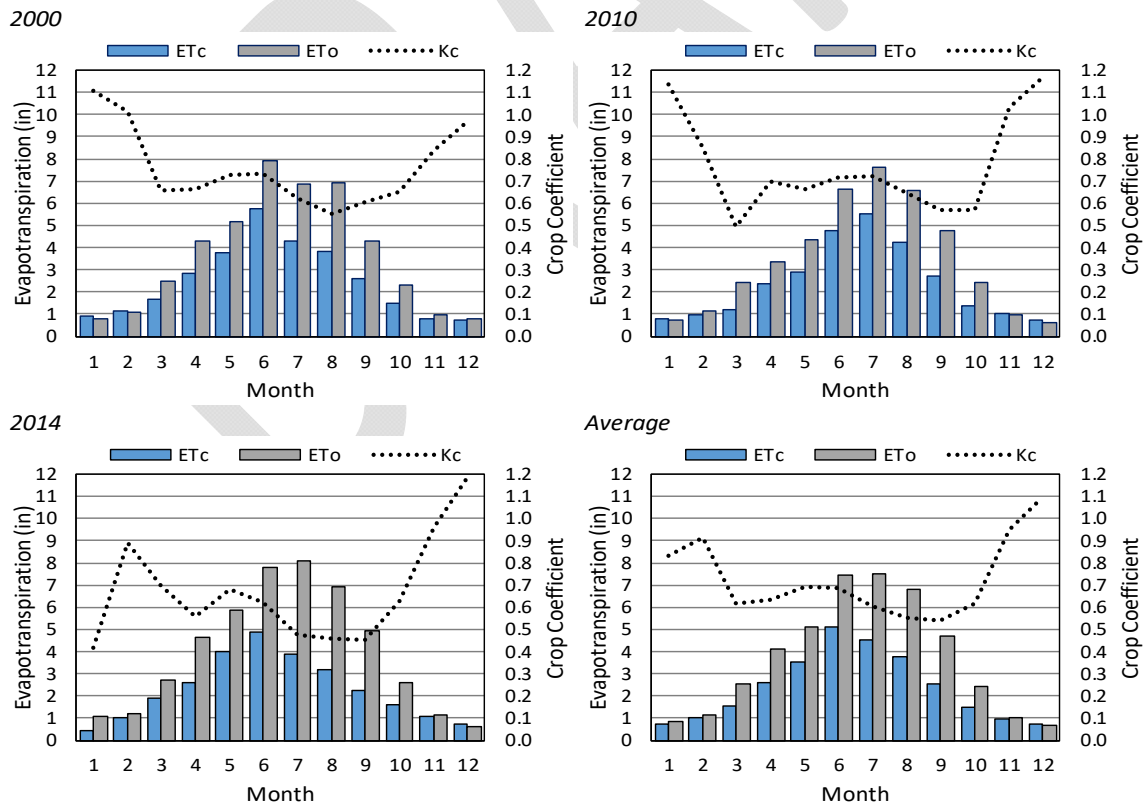 2000
ETc ETo Kc
12 11 10 9 8 7 6 5 4 3 2 1 0
Evapotranspiration (in)
1.2 1.1 1.0 0.9 0.8 0.7 0.6 0.5 0.4 0.3 0.2 0.1 0.0
Crop Coefficient
1 2 3 4 5 6 7 8 9 10 11 12
Month
2010
ETc ETo Kc
12 11 10 9 8 7 6 5 4 3 2 1 0
Evapotranspiration (in)
1.2 1.1 1.0 0.9 0.8 0.7 0.6 0.5 0.4 0.3 0.2 0.1 0.0
Crop Coefficient
1 2 3 4 5 6 7 8 9 10 11 12
Month
2014
ETc ETo Kc
12 11 10 9 8 7 6 5 4 3 2 1 0
Evapotranspiration (in)
1.2 1.1 1.0 0.9 0.8 0.7 0.6 0.5 0.4 0.3 0.2 0.1 0.0
Crop Coefficient
1 2 3 4 5 6 7 8 9 10 11 12
Month
Average
ETc ETo Kc
12 11 10 9 8 7 6 5 4 3 2 1 0
Evapotranspiration (in)
1.2 1.1 1.0 0.9 0.8 0.7 0.6 0.5 0.4 0.3 0.2 0.1 0.0
Crop Coefficient
1 2 3 4 5 6 7 8 9 10 11 12
Month